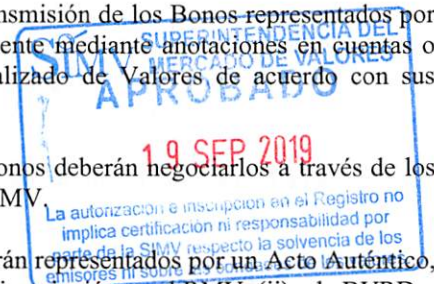 nsmisión de los Bonos representados por
SUPERINTENDENCIA DEL
ente mediante anotaciones en cuentas o
SIMV MERCADO DE VALORES
alizado de Valores de acuerdo con sus
APROBADO
19 SEP 2019
onos deberán negociarlos a través de los
MV.
La autorización e inscripción en el Registro no
implica certificación ni responsabilidad por
parte de la SIMV respecto la solvencia de los
rán representados por un Acto Auténtico,
emisores ni sobre las